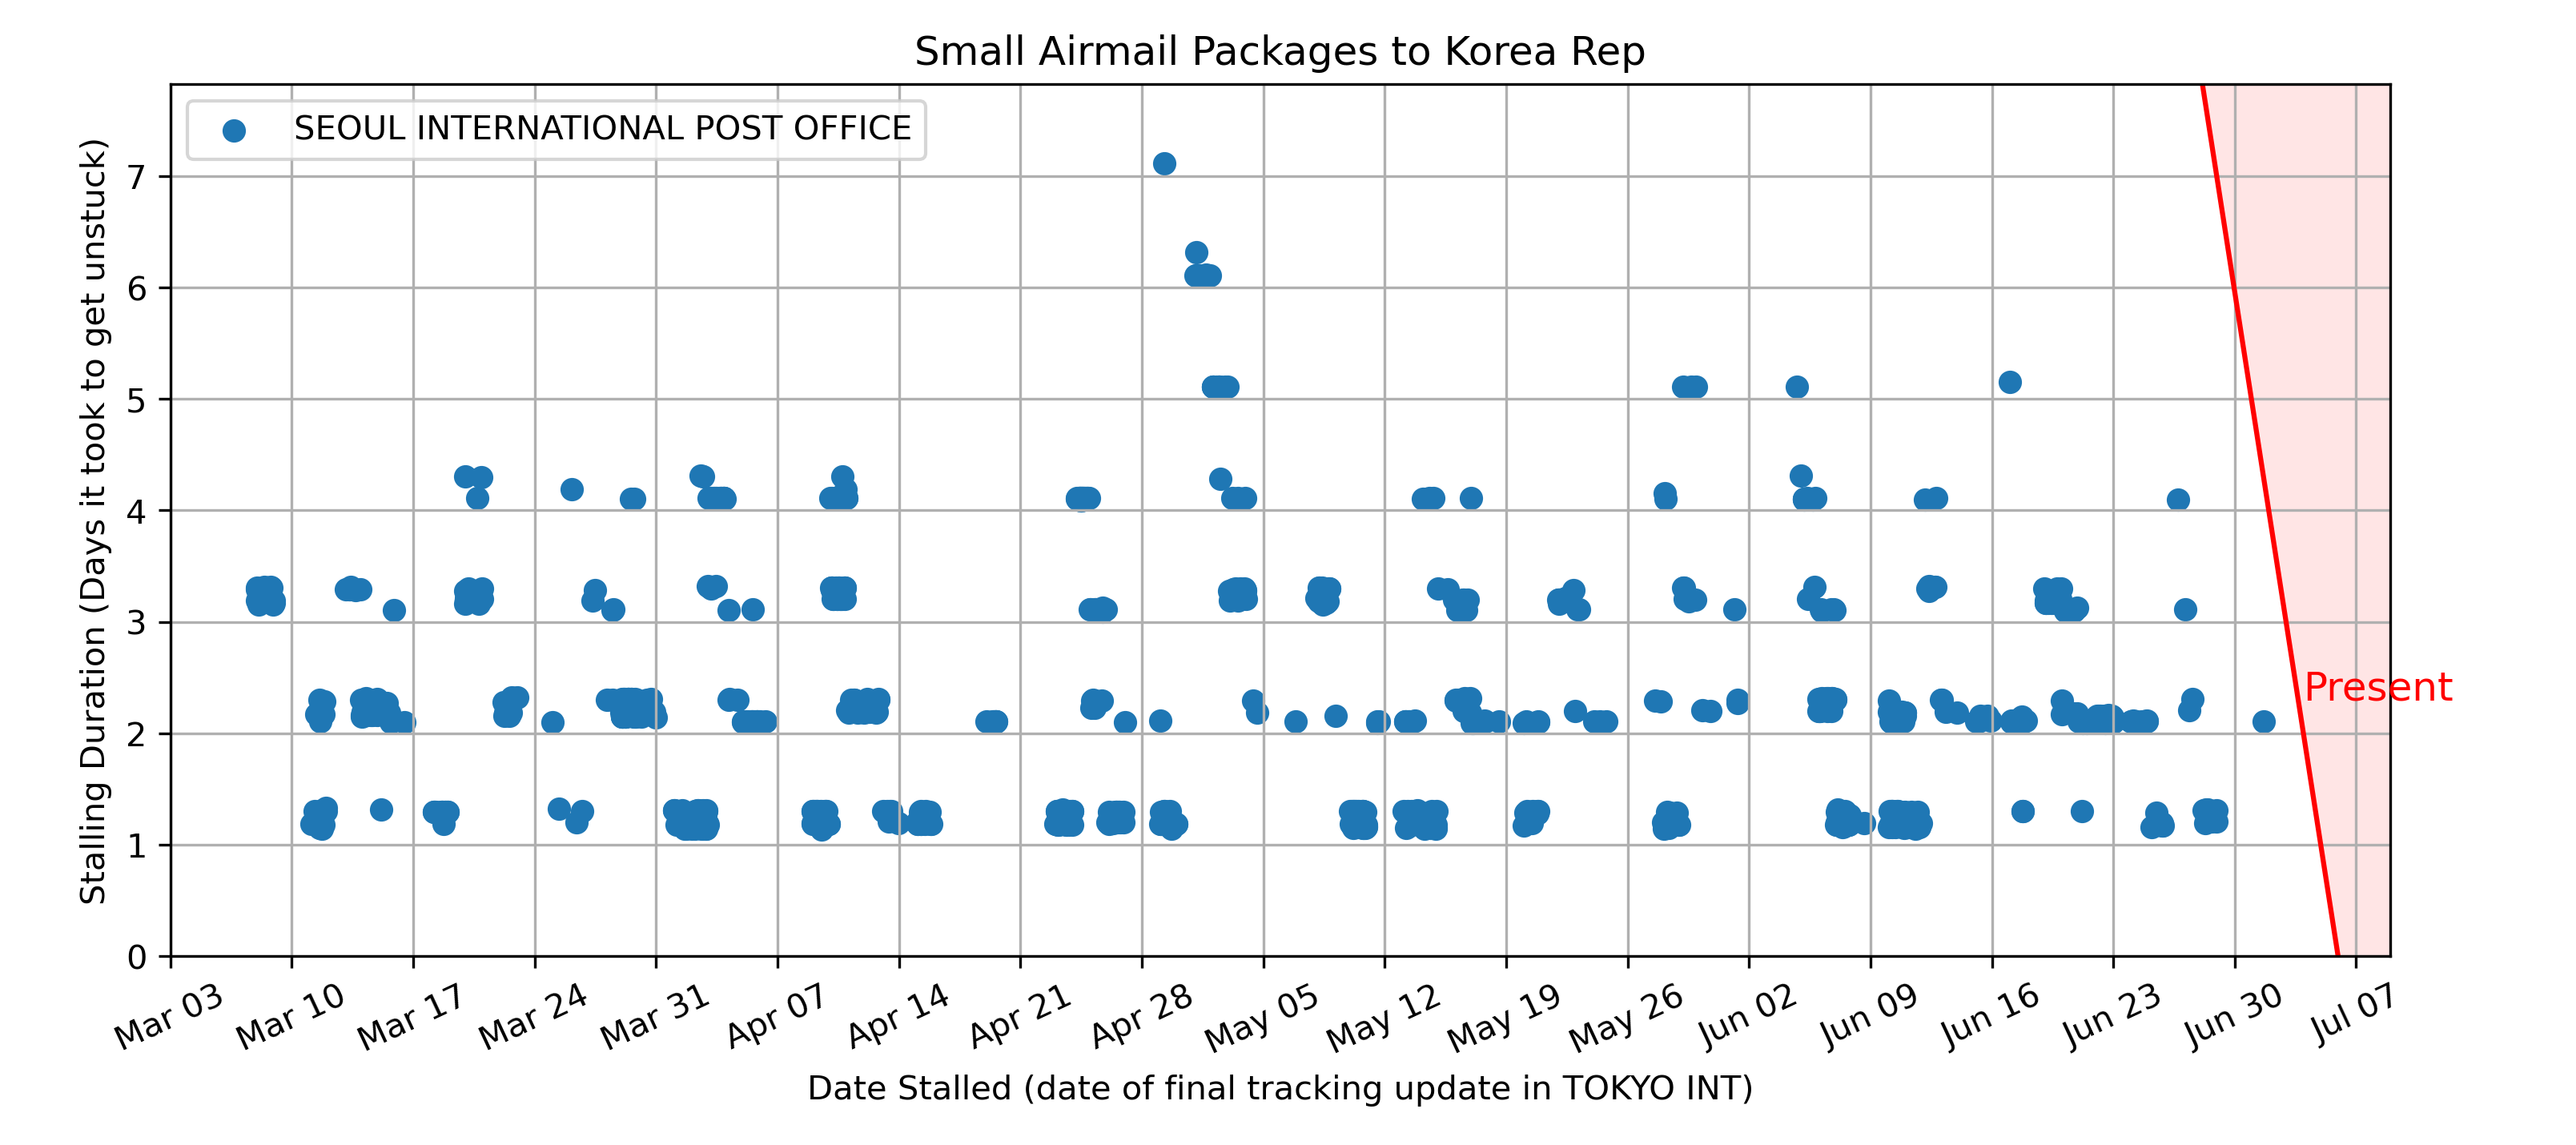 Small Airmail Packages to Korea Rep
SEOUL INTERNATIONAL POST OFFICE
Stalling Duration (Days it took to get unstuck)
7
6
5
4
3
2
1
0
Present
Mar 03
Mar 10
Mar 17
Mar 24
Mar 31
Apr 07
Apr 14
Apr 21
Apr 28
May 05
May 12
May 19
May 26
Jun 02
Jun 09
Jun 16
Jun 23
Jun 30
Jul 07
Date Stalled (date of final tracking update in TOKYO INT)